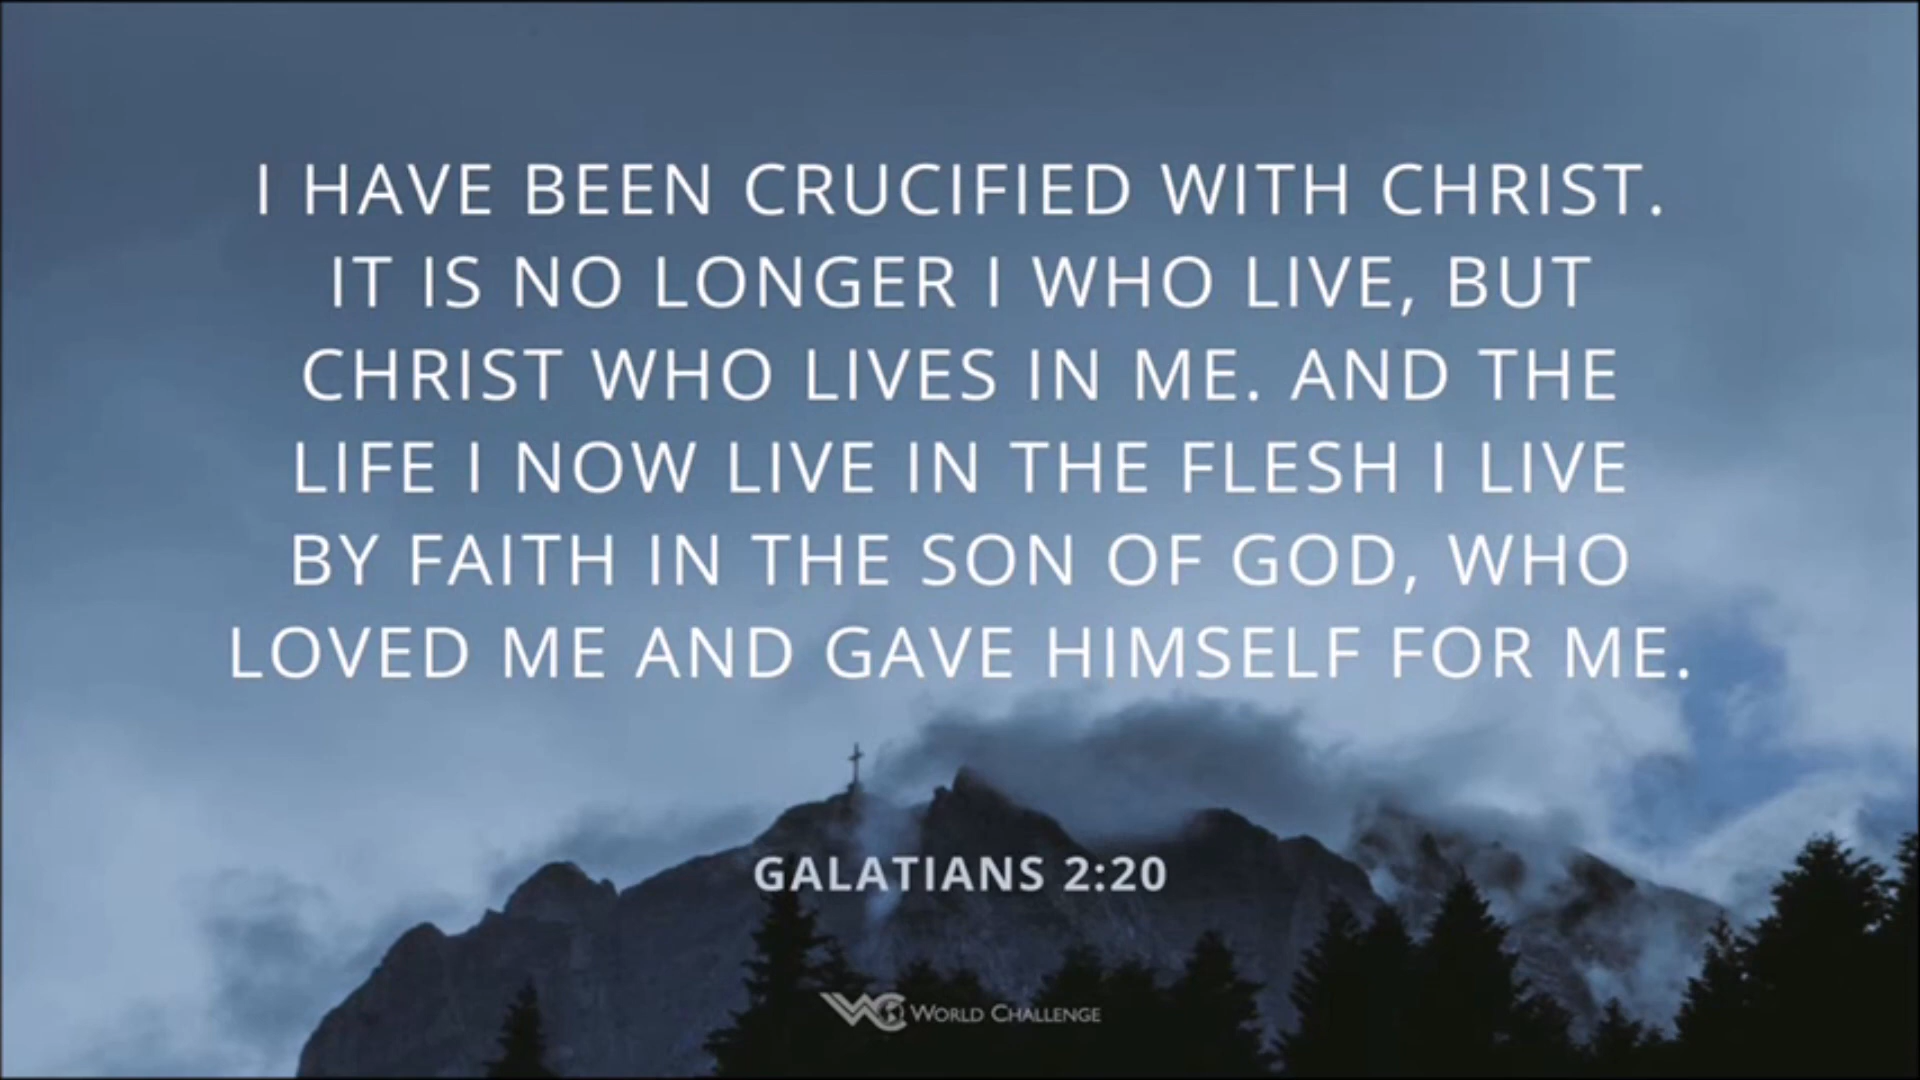 I HAVE BEEN CRUCIFIED WITH CHRIST.
IT IS NO LONGER I WHO LIVE, BUT
CHRIST WHO LIVES IN ME. AND THE
LIFE I NOW LIVE IN THE FLESH I LIVE
BY FAITH IN THE SON OF GOD, WHO
LOVED ME AND GAVE HIMSELF FOR ME.
GALATIANS 2:20
WC WORLD CHALLENGE